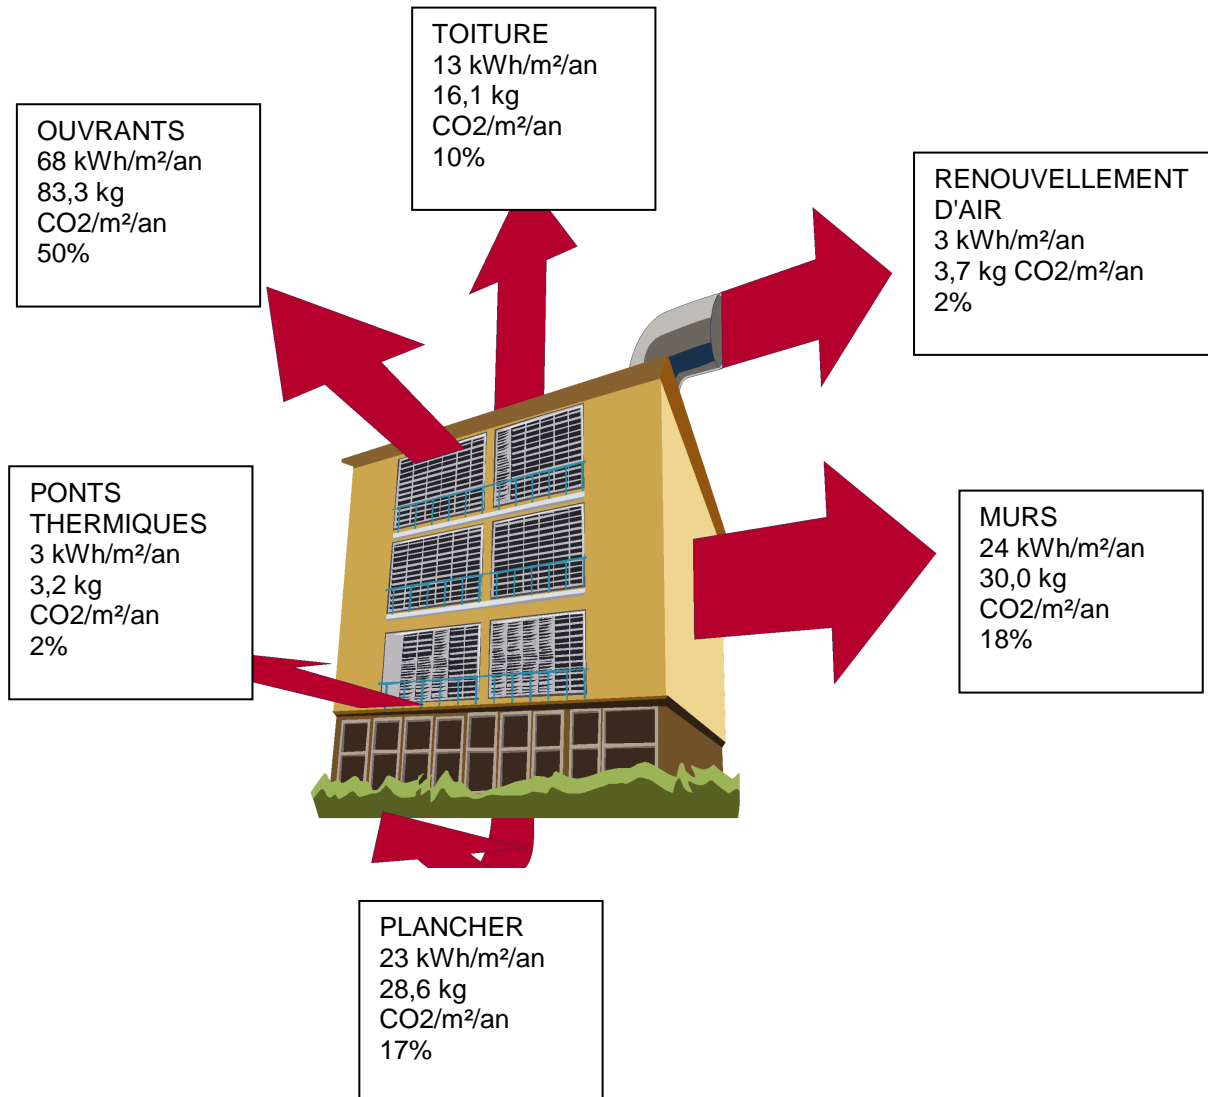 TOITURE
13 kWh/m²/an
16,1 kg
CO2/m²/an
10%
OUVRANTS
68 kWh/m²/an
83,3 kg
CO2/m²/an
50%
RENOUVELLEMENT
D'AIR
3 kWh/m²/an
3,7 kg CO2/m²/an
2%
PONTS
THERMIQUES
3 kWh/m²/an
3,2 kg
CO2/m²/an
2%
MURS
24 kWh/m²/an
30,0 kg
CO2/m²/an
18%
PLANCHER
23 kWh/m²/an
28,6 kg
CO2/m²/an
17%